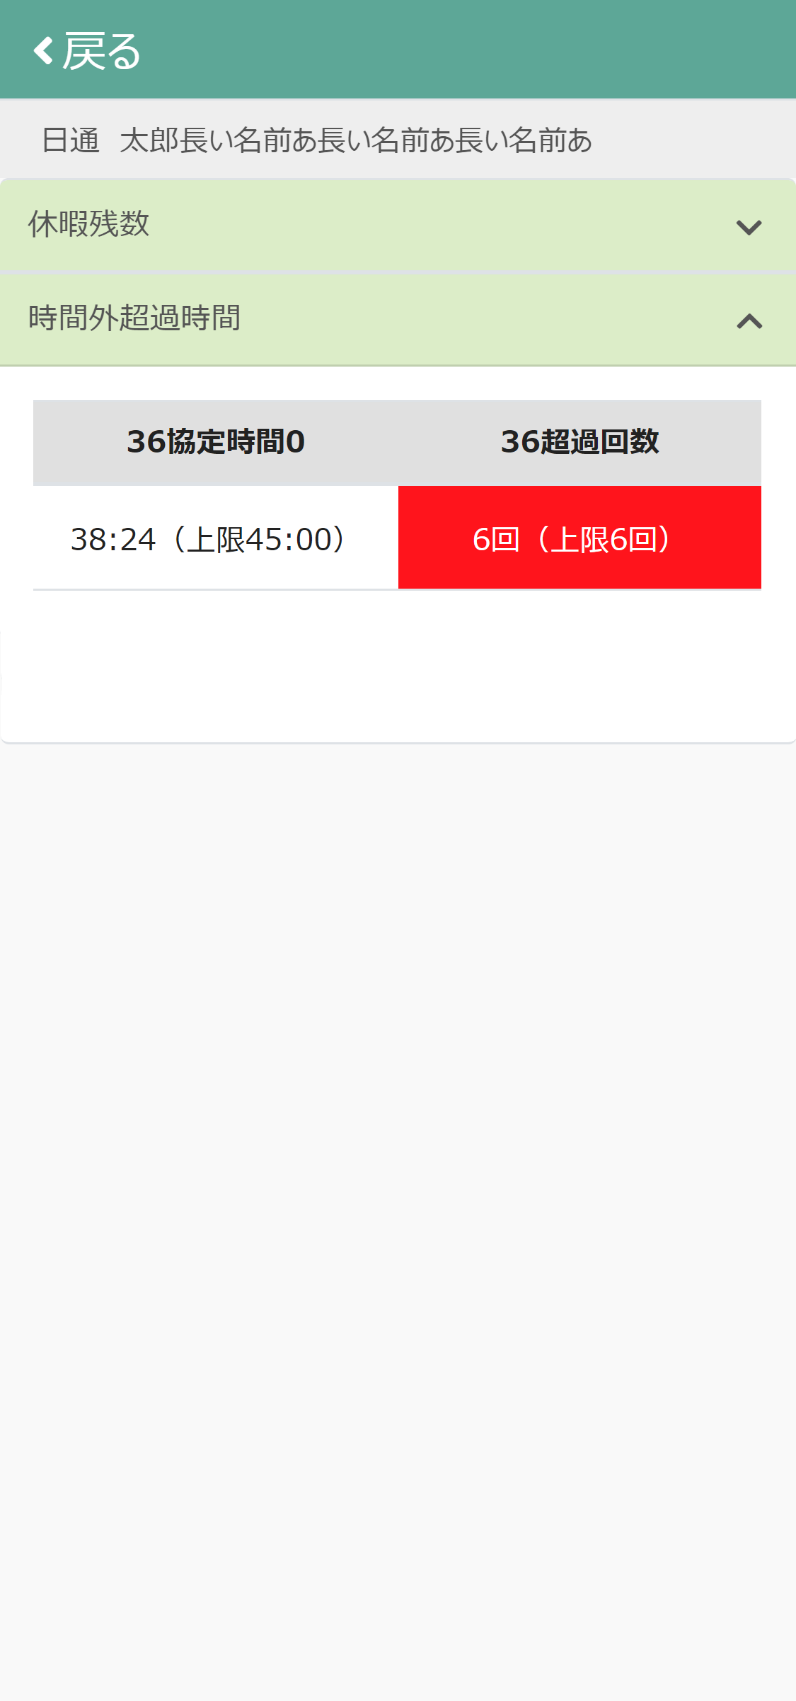 戻る
日通 太郎長い名前あ長い名前あ長い名前あ
休暇残数
時間外超過時間
36協定時間0 36超過回数
38:24（上限45:00） 6回（上限6回）